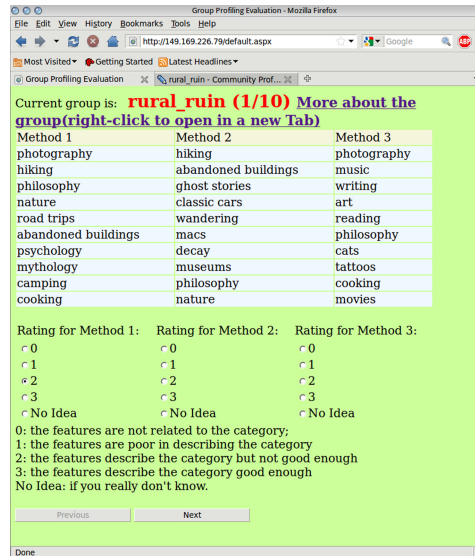 Group Profiling Evaluation - Mozilla Firefox
File Edit View History Bookmarks Tools Help
http://149.169.226.79/default.aspx Google ABP
Most Visited Getting Started Latest Headlines
Group Profiling Evaluation rural_ruin - Community Prof...
Current group is: rural_ruin (1/10) More about the
group(right-click to open in a new Tab)
Method 1 Method 2 Method 3
photography hiking photography
hiking abandoned buildings music
philosophy ghost stories writing
nature classic cars art
road trips wandering reading
abandoned buildings macs philosophy
psychology decay cats
mythology museums tattoos
camping philosophy cooking
cooking nature movies
Rating for Method 1: Rating for Method 2: Rating for Method 3:
0 0 0
1 1 1
2 2 2
3 3 3
No Idea No Idea No Idea
0: the features are not related to the category;
1: the features are poor in describing the category
2: the features describe the category but not good enough
3: the features describe the category good enough
No Idea: if you really don't know.
Previous Next
Done